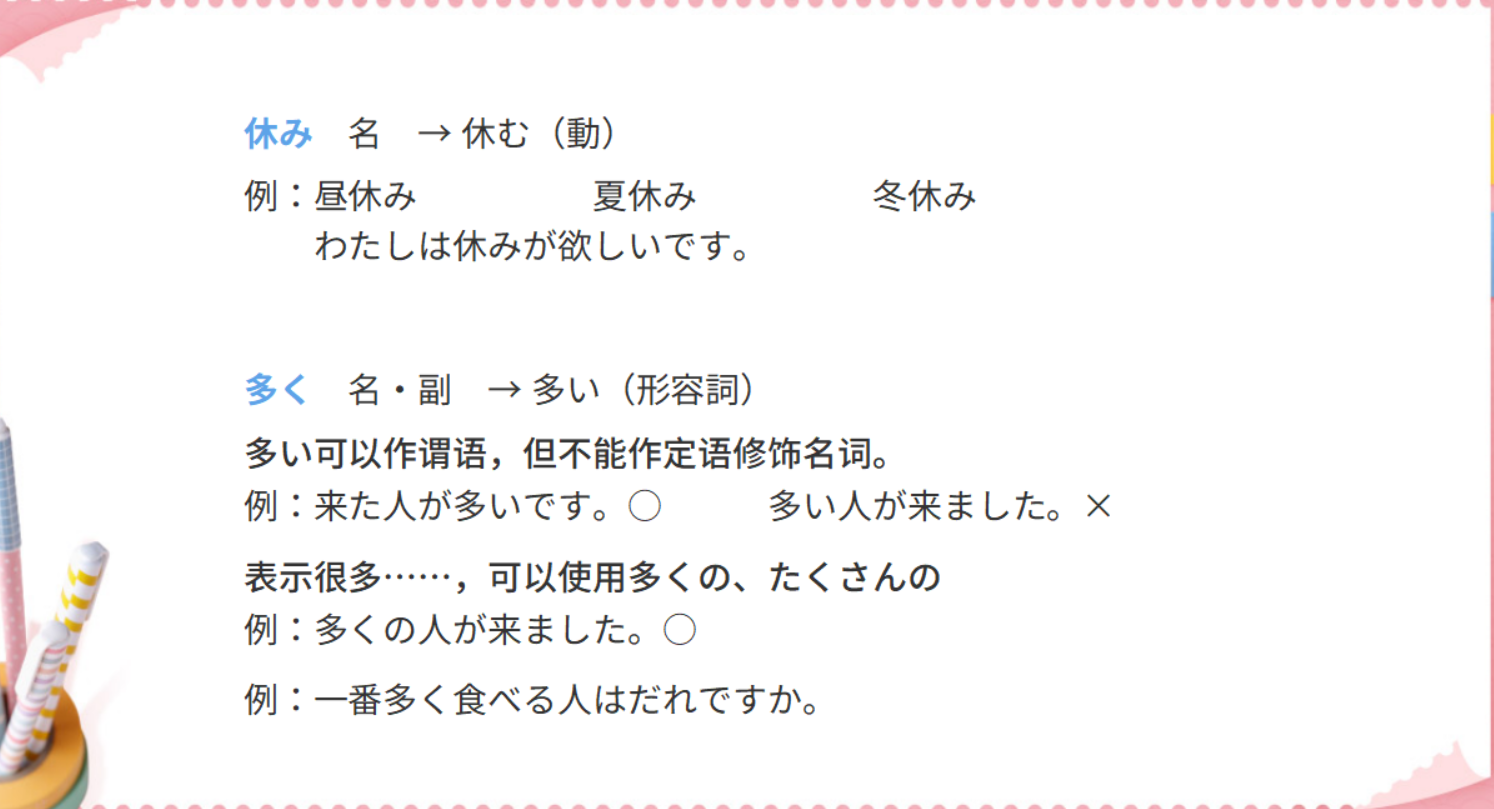 休み　名　→ 休む（動）
例：昼休み　　　　　夏休み　　　　　冬休み
わたしは休みが欲しいです。
多く　名・副　→ 多い（形容詞）
多い可以作谓语，但不能作定语修饰名词。
例：来た人が多いです。○　　　多い人が来ました。×
表示很多……，可以使用多くの、たくさんの
例：多くの人が来ました。○
例：一番多く食べる人はだれですか。